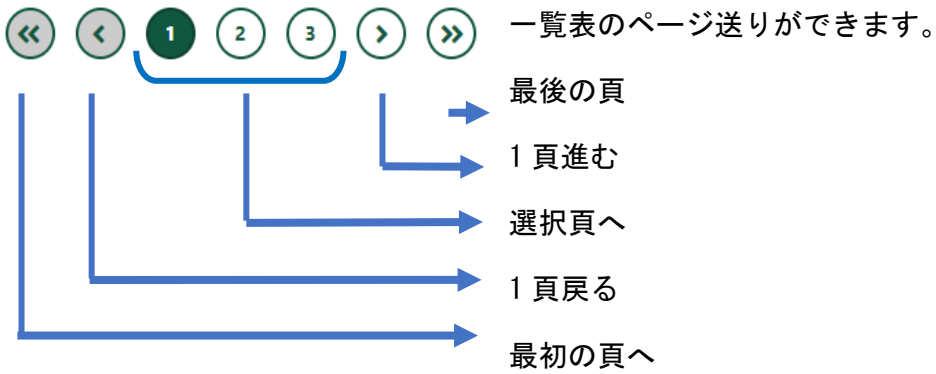 « ‹ 1 2 3 › » 一覧表のページ送りができます。
最後の頁
1頁進む
選択頁へ
1頁戻る
最初の頁へ